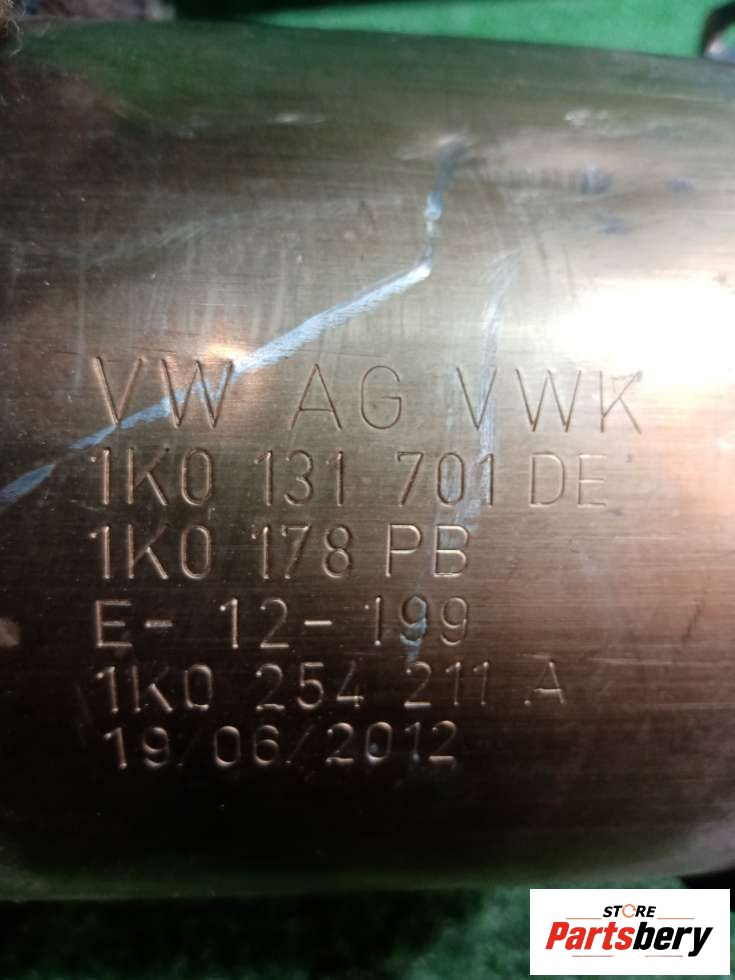 VW AG VWK
1K0 131 701 DE
1K0 178 PB
E- 12-199
1K0 254 211 A
19/06/2012
STORE
Partsbery